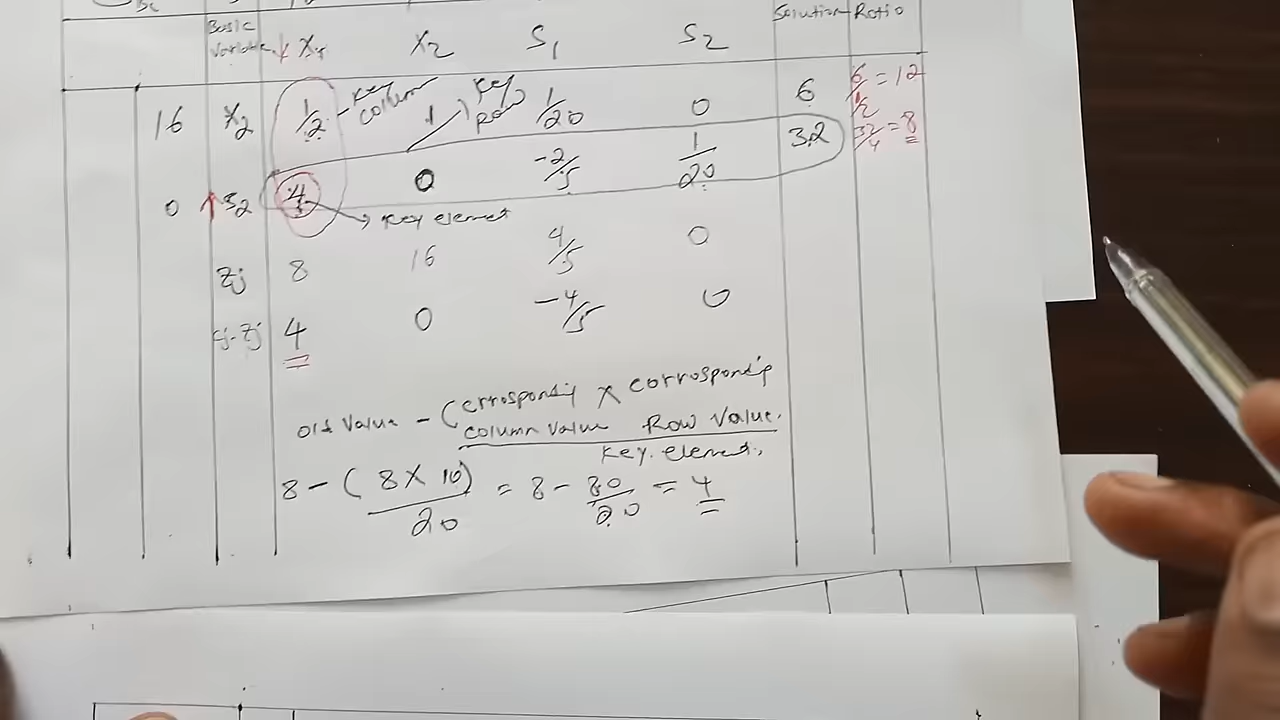 Basic Solution Ratio
Variable X1 X2 S1 S2
16 X2 1/2 - Key column 1 Key Row 1/20 0 6 6/1/2 = 12
0 S2 4 0 -2/5 1/20 32 32/4 = 8
Key element
Zj 8 16 4/5 0
Cj-Zj 4 0 -4/5 0
Old Value - (Corrospondig X Corrospondig
Column Value Row Value.
Key. element.
8 - (8 X 10) = 8 - 80 = 4
20 20